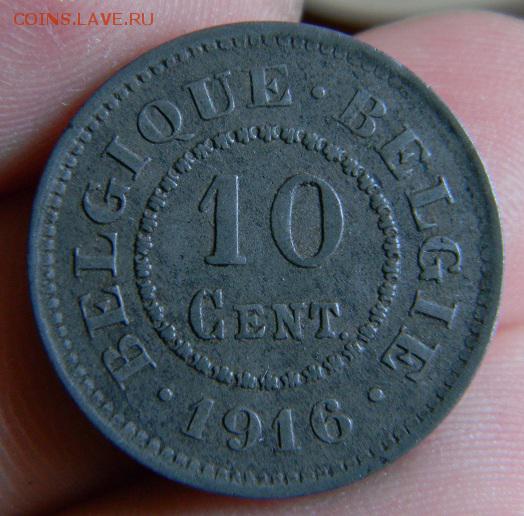 COINS.LAVE.RU
BELGIQUE · BELGIE
10
CENT.
· 1916 ·